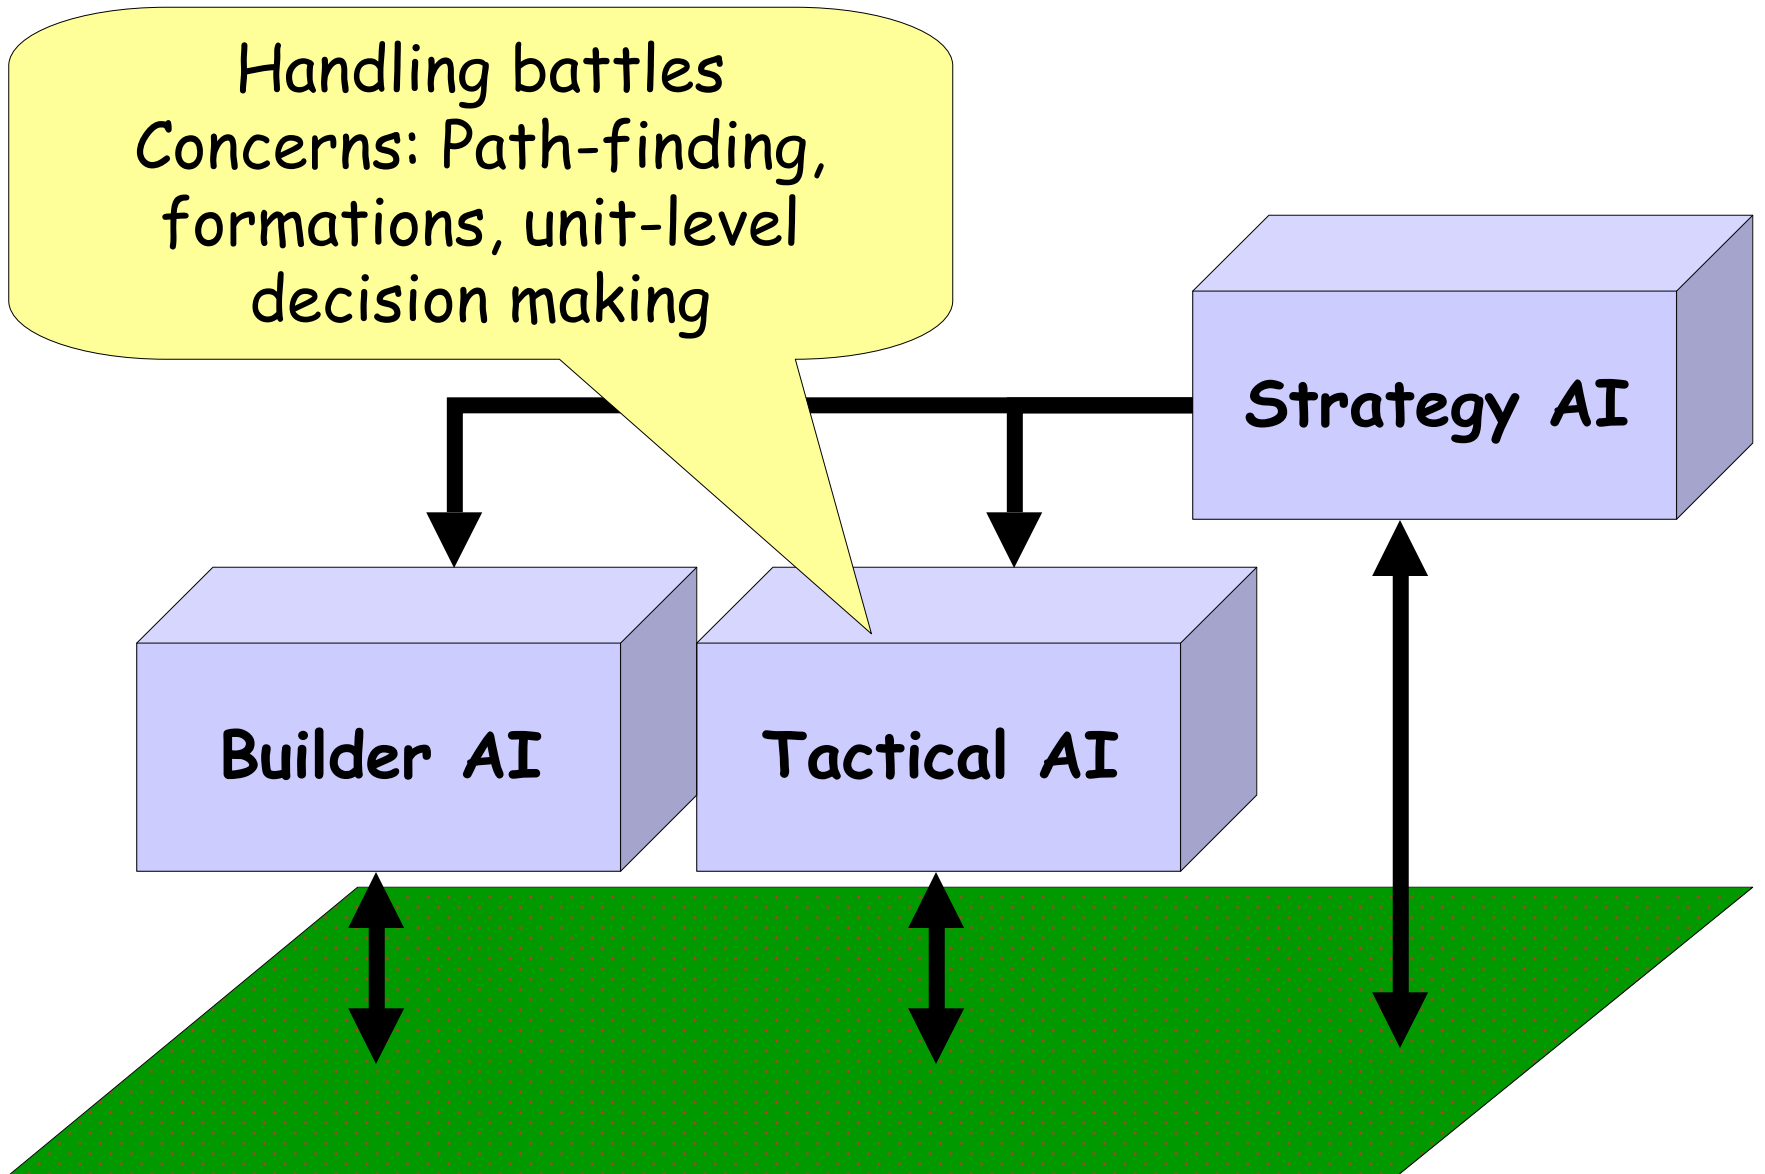 Handling battles
Concerns: Path-finding,
formations, unit-level
decision making
Strategy AI
Builder AI
Tactical AI